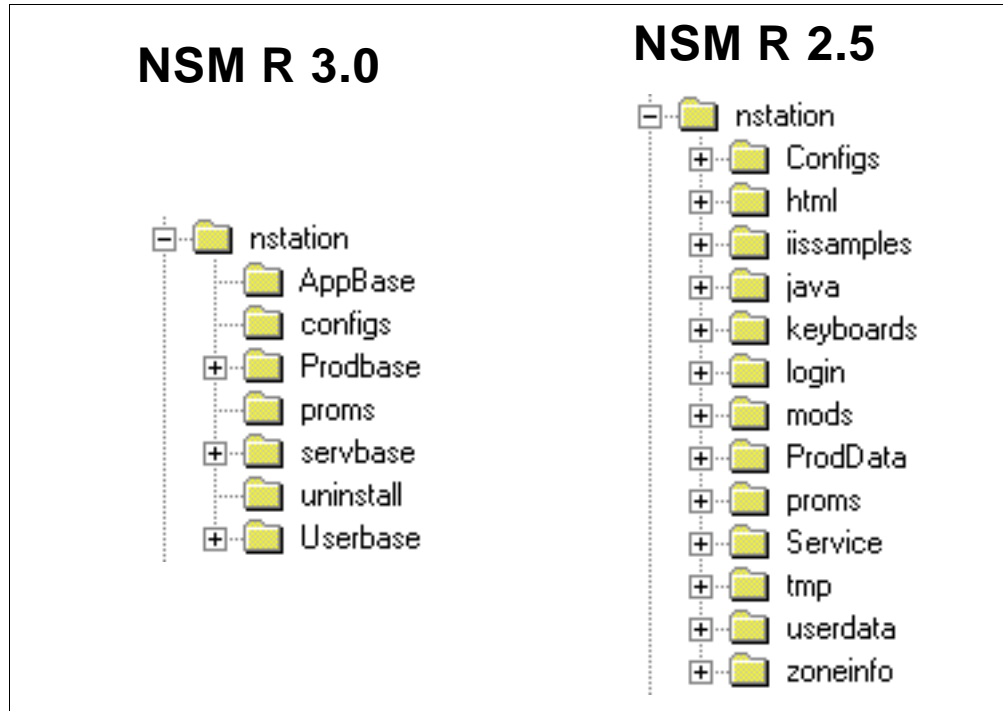 NSM R 3.0
nstation
AppBase
configs
Prodbase
proms
servbase
uninstall
Userbase
NSM R 2.5
nstation
Configs
html
iissamples
java
keyboards
login
mods
ProdData
proms
Service
tmp
userdata
zoneinfo